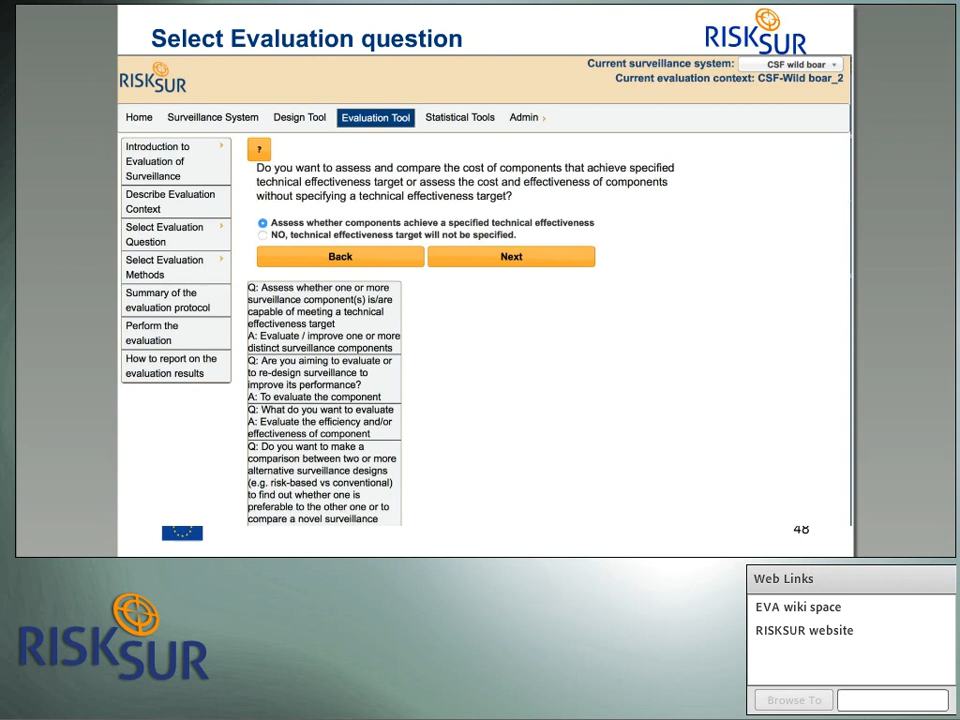 Select Evaluation question
RISKSUR
RISKSUR
Current surveillance system: CSF wild boar
Current evaluation context: CSF-Wild boar_2
Home Surveillance System Design Tool Evaluation Tool Statistical Tools Admin
Introduction to
Evaluation of
Surveillance
Describe Evaluation
Context
Select Evaluation
Question
Select Evaluation
Methods
Summary of the
evaluation protocol
Perform the
evaluation
How to report on the
evaluation results
?
Do you want to assess and compare the cost of components that achieve specified
technical effectiveness target or assess the cost and effectiveness of components
without specifying a technical effectiveness target?
Assess whether components achieve a specified technical effectiveness
NO, technical effectiveness target will not be specified.
Back Next
Q: Assess whether one or more
surveillance component(s) is/are
capable of meeting a technical
effectiveness target
A: Evaluate / improve one or more
distinct surveillance components
Q: Are you aiming to evaluate or
to re-design surveillance to
improve its performance?
A: To evaluate the component
Q: What do you want to evaluate
A: Evaluate the efficiency and/or
effectiveness of component
Q: Do you want to make a
comparison between two or more
alternative surveillance designs
(e.g. risk-based vs conventional)
to find out whether one is
preferable to the other one or to
compare a novel surveillance
48
RISKSUR
Web Links
EVA wiki space
RISKSUR website
Browse To